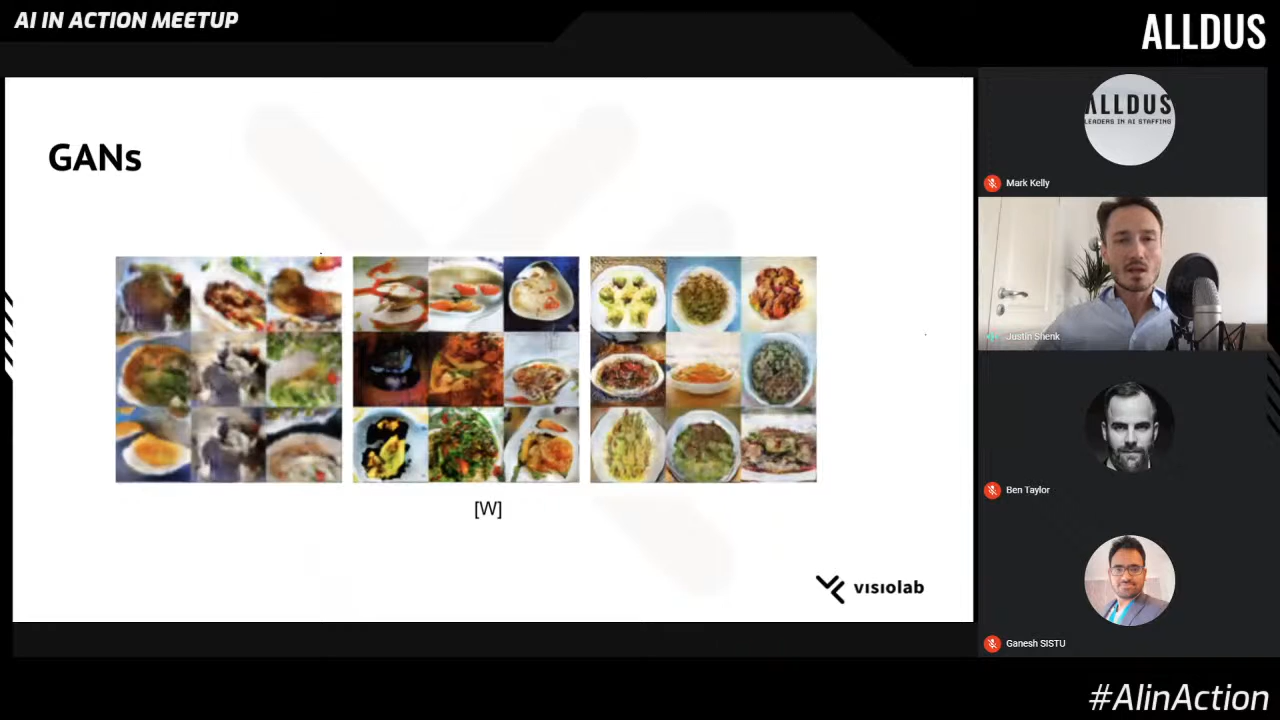 AI IN ACTION MEETUP
ALLDUS
GANs
[W]
visiolab
ALLDUS
LEADERS IN AI STAFFING
Mark Kelly
Justin Shenk
Ben Taylor
Ganesh SISTU
#AIinAction